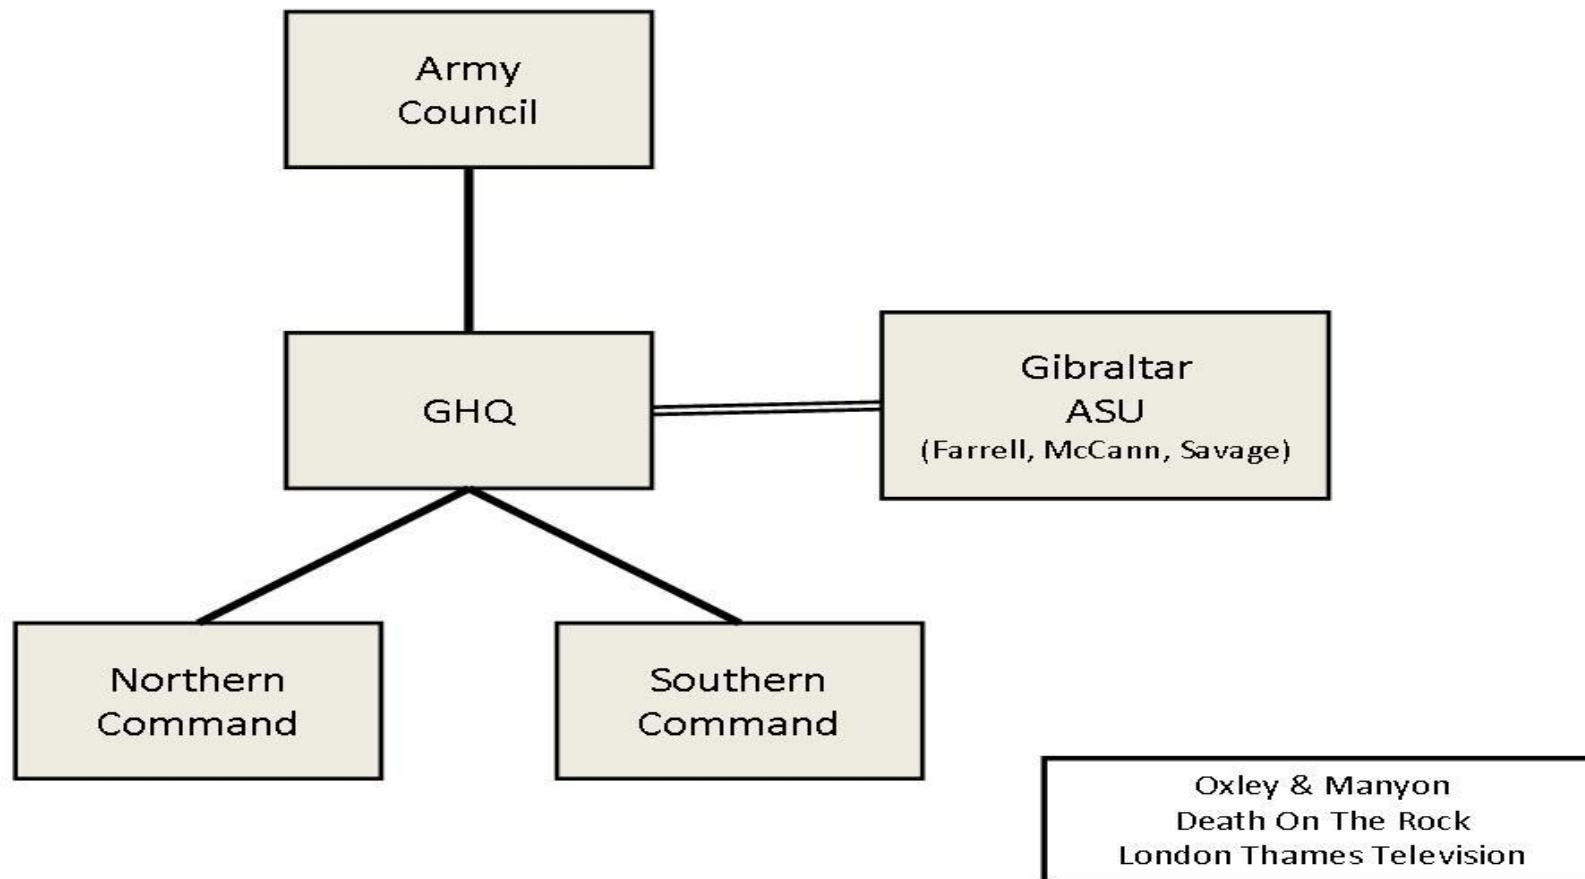 Army
Council
GHQ
Gibraltar
ASU
(Farrell, McCann, Savage)
Northern
Command
Southern
Command
Oxley & Manyon
Death On The Rock
London Thames Television